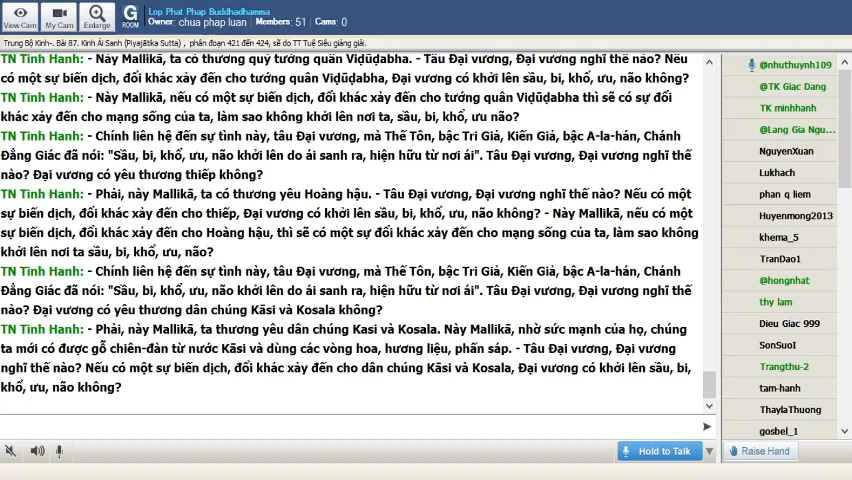 View Cam
My Cam
Enlarge
G
ROOM
Lop Phat Phap Buddhadhamma
Owner: chua phap luan | Members: 51 | Cams: 0
Trung Bộ Kinh-. Bài 87. Kinh Ái Sanh (Piyajātika Sutta) , phân đoạn 421 đến 424, sẽ do TT Tuệ Siêu giảng giải.
TN Tinh Hanh: - Này Mallikā, ta có thương quý tướng quân Viḍūḍabha. - Tâu Đại vương, Đại vương nghĩ thế nào? Nếu
có một sự biến dịch, đổi khác xảy đến cho tướng quân Viḍūḍabha, Đại vương có khởi lên sầu, bi, khổ, ưu, não không?
TN Tinh Hanh: - Này Mallikā, nếu có một sự biến dịch, đổi khác xảy đến cho tướng quân Viḍūḍabha thì sẽ có sự đổi
khác xảy đến cho mạng sống của ta, làm sao không khởi lên nơi ta, sầu, bi, khổ, ưu não?
TN Tinh Hanh: - Chính liên hệ đến sự tình này, tâu Đại vương, mà Thế Tôn, bậc Tri Giả, Kiến Giả, bậc A-la-hán, Chánh
Đẳng Giác đã nói: "Sầu, bi, khổ, ưu, não khởi lên do ái sanh ra, hiện hữu từ nơi ái". Tâu Đại vương, Đại vương nghĩ thế
nào? Đại vương có yêu thương thiếp không?
TN Tinh Hanh: - Phải, này Mallikā, ta có thương yêu Hoàng hậu. - Tâu Đại vương, Đại vương nghĩ thế nào? Nếu có một
sự biến dịch, đổi khác xảy đến cho thiếp, Đại vương có khởi lên sầu, bi, khổ, ưu, não không? - Này Mallikā, nếu có một
sự biến dịch, đổi khác xảy đến cho Hoàng hậu, thì sẽ có một sự đổi khác xảy đến cho mạng sống của ta, làm sao không
khởi lên nơi ta sầu, bi, khổ, ưu, não?
TN Tinh Hanh: - Chính liên hệ đến sự tình này, tâu Đại vương, mà Thế Tôn, bậc Tri Giả, Kiến Giả, bậc A-la-hán, Chánh
Đẳng Giác đã nói: "Sầu, bi, khổ, ưu, não khởi lên do ái sanh ra, hiện hữu từ nơi ái". Tâu Đại vương, Đại vương nghĩ thế
nào? Đại vương có yêu thương dân chúng Kāsi và Kosala không?
TN Tinh Hanh: - Phải, này Mallikā, ta thương yêu dân chúng Kasi và Kosala. Này Mallikā, nhờ sức mạnh của họ, chúng
ta mới có được gỗ chiên-đàn từ nước Kāsi và dùng các vòng hoa, hương liệu, phấn sáp. - Tâu Đại vương, Đại vương
nghĩ thế nào? Nếu có một sự biến dịch, đổi khác xảy đến cho dân chúng Kāsi và Kosala, Đại vương có khởi lên sầu, bi,
khổ, ưu, não không?
@nhuthuynh109
@TK Giac Dang
TK minhhanh
@Lang Gia Ngu...
NguyenXuan
Lukhach
phan q liem
Huyenmong2013
khema_5
TranDao1
@hongnhat
thy lam
Dieu Giac 999
SonSuoI
Trangthu-2
tam-hanh
ThaylaThuong
gosbel_1
Hold to Talk
Raise Hand